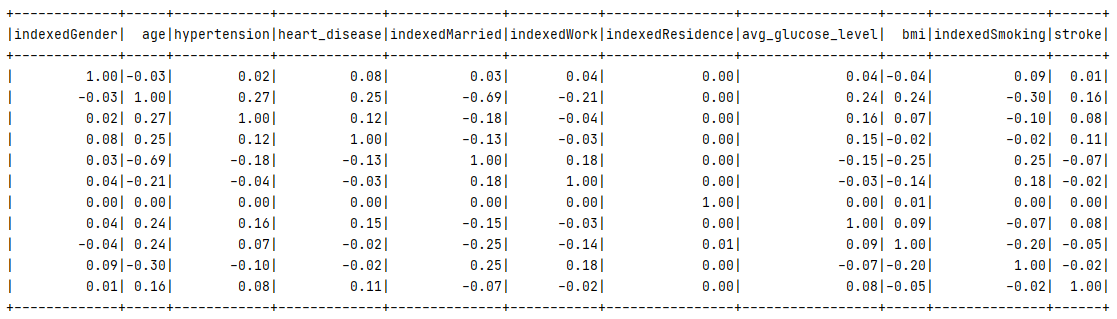 +-------------+-----+------------+-------------+--------------+-----------+----------------+-----------------+-----+--------------+------+
|indexedGender|  age|hypertension|heart_disease|indexedMarried|indexedWork|indexedResidence|avg_glucose_level|  bmi|indexedSmoking|stroke|
+-------------+-----+------------+-------------+--------------+-----------+----------------+-----------------+-----+--------------+------+
|         1.00|-0.03|        0.02|         0.08|          0.03|       0.04|            0.00|             0.04|-0.04|          0.09|  0.01|
|        -0.03| 1.00|        0.27|         0.25|         -0.69|      -0.21|            0.00|             0.24| 0.24|         -0.30|  0.16|
|         0.02| 0.27|        1.00|         0.12|         -0.18|      -0.04|            0.00|             0.16| 0.07|         -0.10|  0.08|
|         0.08| 0.25|        0.12|         1.00|         -0.13|      -0.03|            0.00|             0.15|-0.02|         -0.02|  0.11|
|         0.03|-0.69|       -0.18|        -0.13|          1.00|       0.18|            0.00|            -0.15|-0.25|          0.25| -0.07|
|         0.04|-0.21|       -0.04|        -0.03|          0.18|       1.00|            0.00|            -0.03|-0.14|          0.18| -0.02|
|         0.00| 0.00|        0.00|         0.00|          0.00|       0.00|            1.00|             0.00| 0.01|          0.00|  0.00|
|         0.04| 0.24|        0.16|         0.15|         -0.15|      -0.03|            0.00|             1.00| 0.09|         -0.07|  0.08|
|        -0.04| 0.24|        0.07|        -0.02|         -0.25|      -0.14|            0.01|             0.09| 1.00|         -0.20| -0.05|
|         0.09|-0.30|       -0.10|        -0.02|          0.25|       0.18|            0.00|            -0.07|-0.20|          1.00| -0.02|
|         0.01| 0.16|        0.08|         0.11|         -0.07|      -0.02|            0.00|             0.08|-0.05|         -0.02|  1.00|
+-------------+-----+------------+-------------+--------------+-----------+----------------+-----------------+-----+--------------+------+